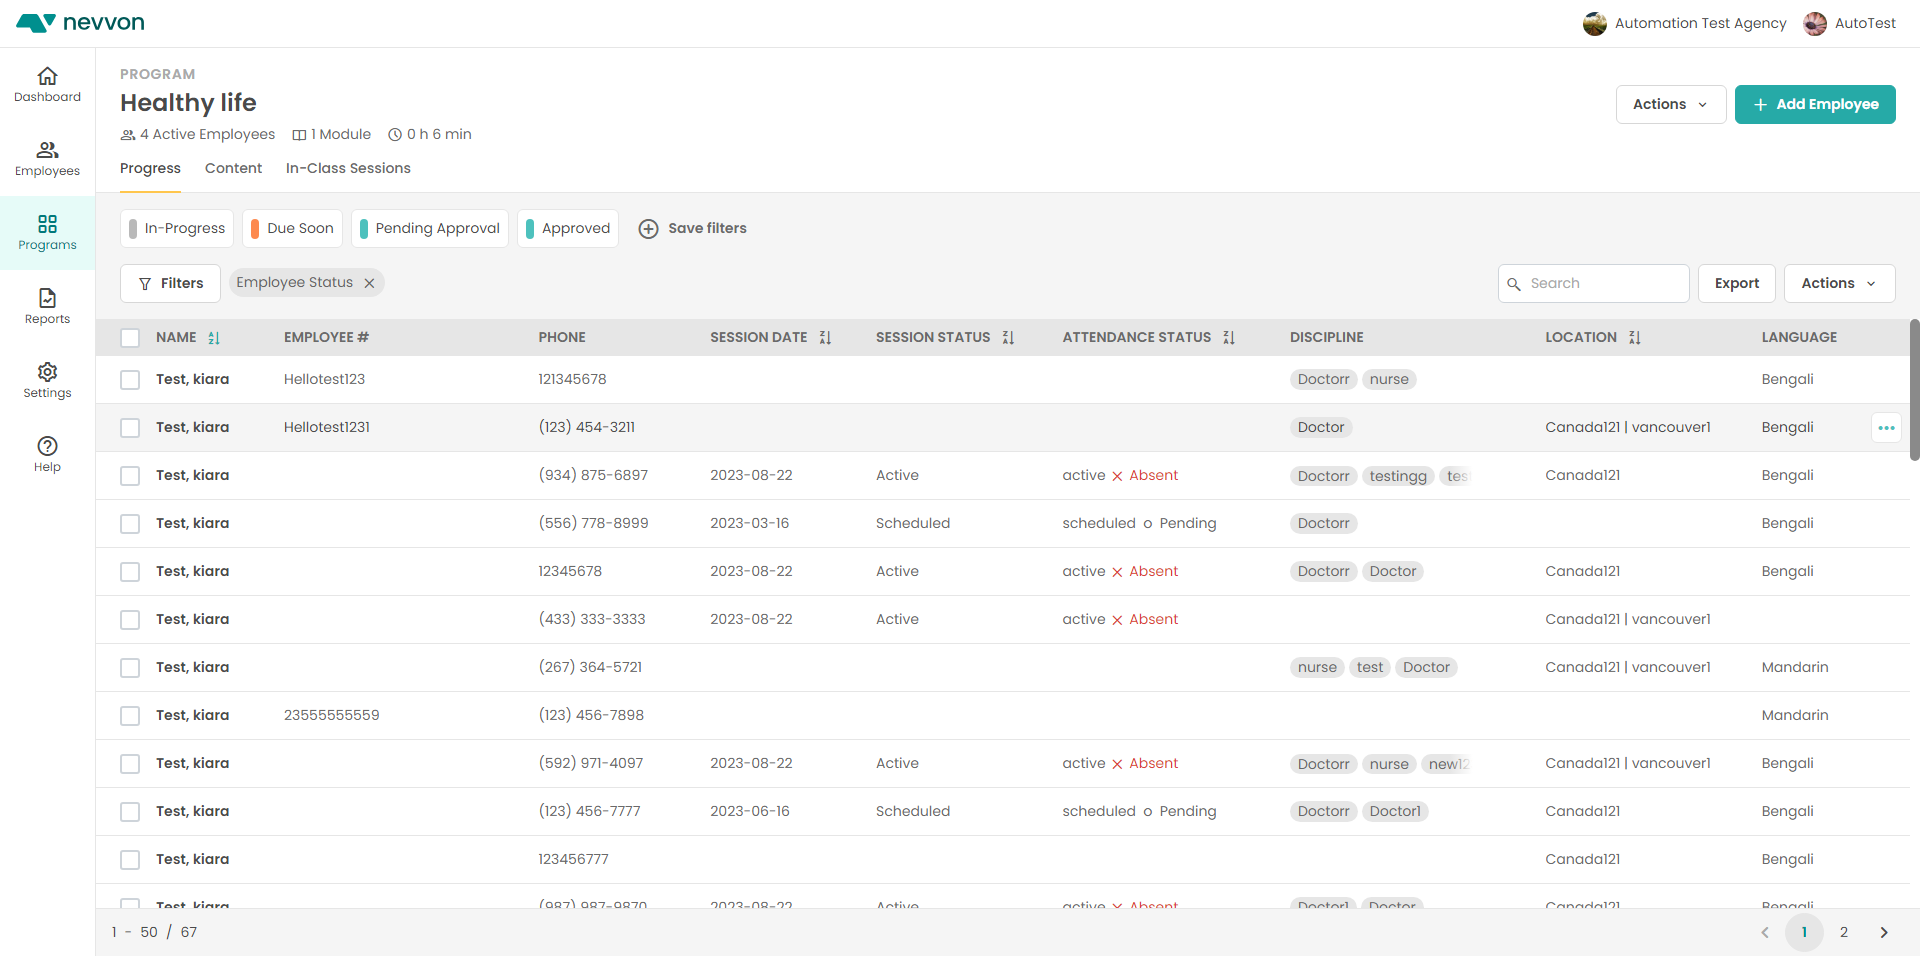 nevvon
Automation Test Agency AutoTest
Dashboard
Employees
Programs
Reports
Settings
Help
PROGRAM
Healthy life
4 Active Employees 1 Module 0 h 6 min
Actions + Add Employee
Progress Content In-Class Sessions
In-Progress Due Soon Pending Approval Approved Save filters
Filters Employee Status Search Export Actions
NAME EMPLOYEE # PHONE SESSION DATE SESSION STATUS ATTENDANCE STATUS DISCIPLINE LOCATION LANGUAGE
Test, kiara Hellotest123 121345678 Doctorr nurse Bengali
Test, kiara Hellotest1231 (123) 454-3211 Doctor Canada121 | vancouver1 Bengali
Test, kiara (934) 875-6897 2023-08-22 Active active Absent Doctorr testingg tes Canada121 Bengali
Test, kiara (556) 778-8999 2023-03-16 Scheduled scheduled o Pending Doctorr Bengali
Test, kiara 12345678 2023-08-22 Active active Absent Doctorr Doctor Canada121 Bengali
Test, kiara (433) 333-3333 2023-08-22 Active active Absent Canada121 | vancouver1
Test, kiara (267) 364-5721 nurse test Doctor Canada121 | vancouver1 Mandarin
Test, kiara 23555555559 (123) 456-7898 Mandarin
Test, kiara (592) 971-4097 2023-08-22 Active active Absent Doctorr nurse new12 Canada121 | vancouver1 Bengali
Test, kiara (123) 456-7777 2023-06-16 Scheduled scheduled o Pending Doctorr Doctor1 Canada121 Bengali
Test, kiara 123456777 Canada121 Bengali
Test, kiara (987) 987-9870 2023-08-22 Active active Absent Doctor1 Doctor Canada121 Bengali
1 - 50 / 67
1 2